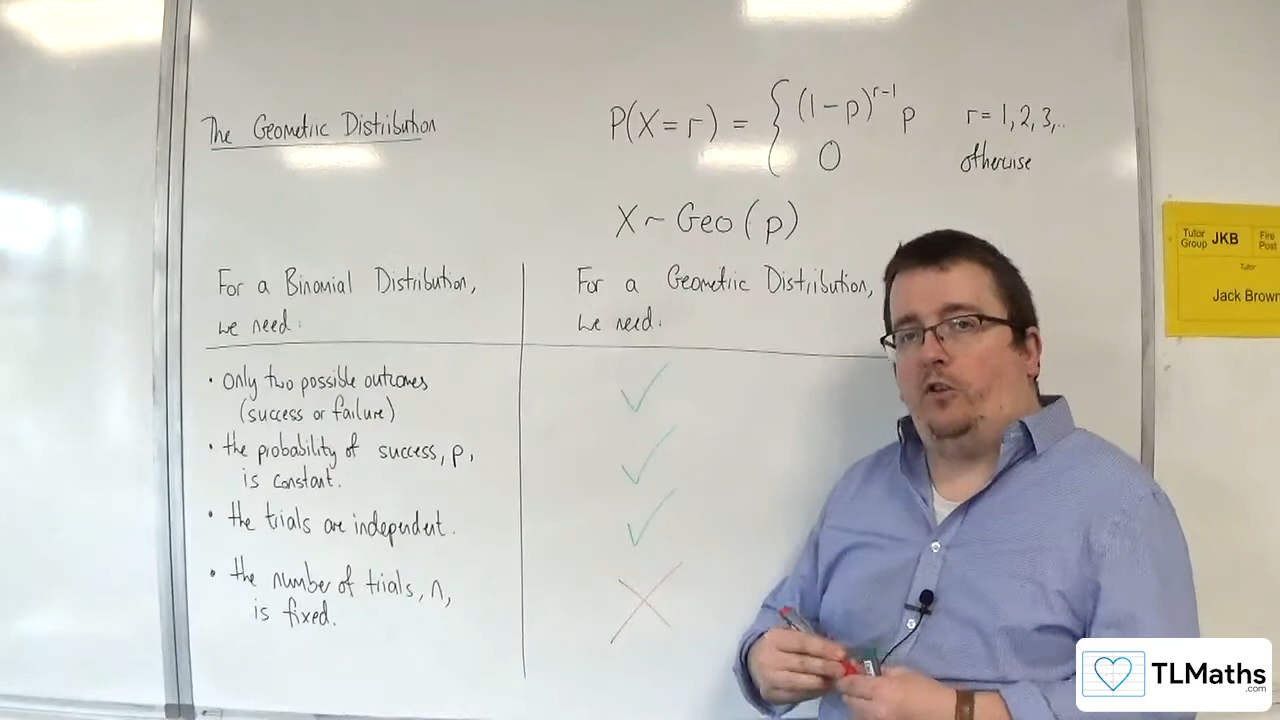 The Geometric Distribution
P(X=r) = { (1-p)^{r-1} p   r = 1, 2, 3, ..
0   otherwise
X ~ Geo (p)
For a Binomial Distribution,
we need:
For a Geometric Distribution,
we need:
• only two possible outcomes
(success or failure)
✓
• the probability of success, p,
is constant.
✓
• the trials are independent.
✓
• the number of trials, n,
is fixed.
✗
Tutor
Group JKB
Fire
Post
Tutor
Jack Brown
TLMaths
.com